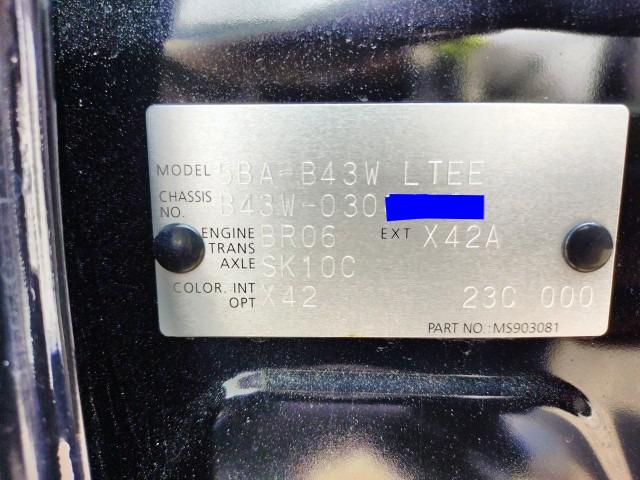 MODEL 5BA-B43W LTEE
CHASSIS NO. B43W-030
ENGINE BR06 EXT X42A
TRANS AXLE SK10C
COLOR. INT X42
OPT 23C 000
PART NO.:MS903081